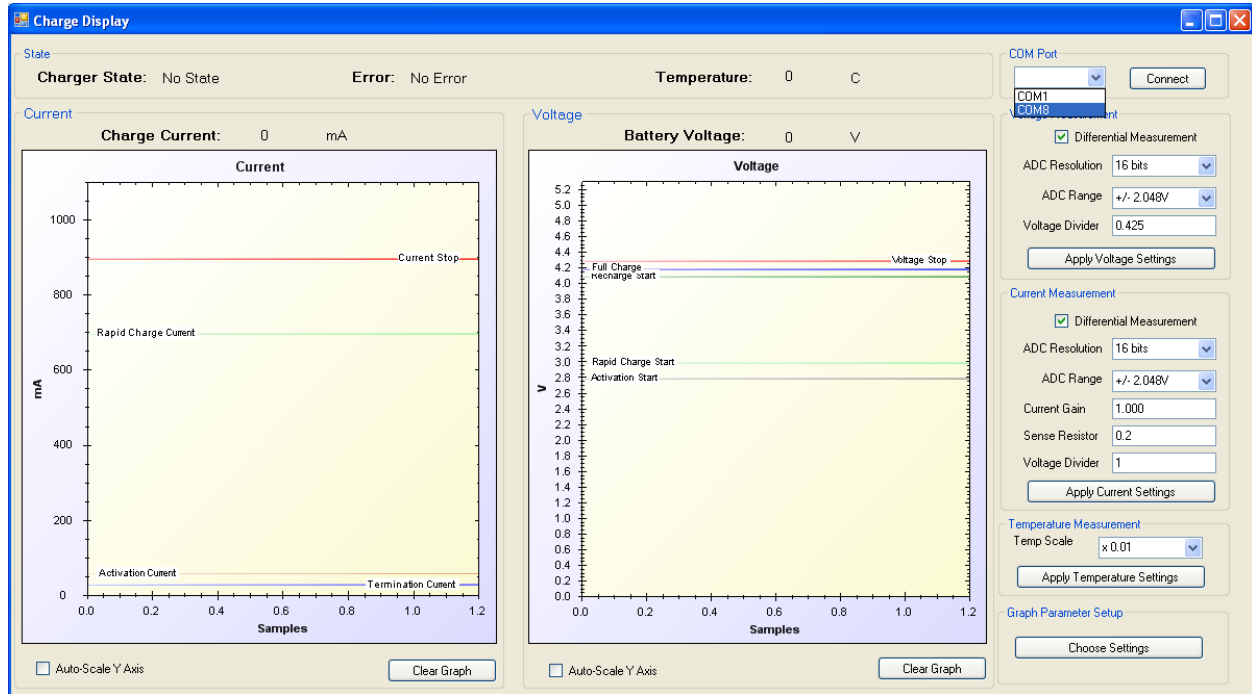 Charge Display
State
Charger State: No State Error: No Error Temperature: 0 C
Current
Charge Current: 0 mA
Current
1000
800
600
400
200
0
mA
Current Stop
Rapid Charge Current
Activation Current
Termination Current
0.0 0.2 0.4 0.6 0.8 1.0 1.2
Samples
Auto-Scale Y Axis Clear Graph
Voltage
Battery Voltage: 0 V
Voltage
5.2
5.0
4.8
4.6
4.4
4.2
4.0
3.8
3.6
3.4
3.2
3.0
2.8
2.6
2.4
2.2
2.0
1.8
1.6
1.4
1.2
1.0
0.8
0.6
0.4
0.2
0.0
V
Voltage Stop
Full Charge
Recharge Start
Rapid Charge Start
Activation Start
0.0 0.2 0.4 0.6 0.8 1.0 1.2
Samples
Auto-Scale Y Axis Clear Graph
COM Port
Connect
COM1
COM8
Voltage Measurement
Differential Measurement
ADC Resolution 16 bits
ADC Range +/- 2.048V
Voltage Divider 0.425
Apply Voltage Settings
Current Measurement
Differential Measurement
ADC Resolution 16 bits
ADC Range +/- 2.048V
Current Gain 1.000
Sense Resistor 0.2
Voltage Divider 1
Apply Current Settings
Temperature Measurement
Temp Scale x 0.01
Apply Temperature Settings
Graph Parameter Setup
Choose Settings